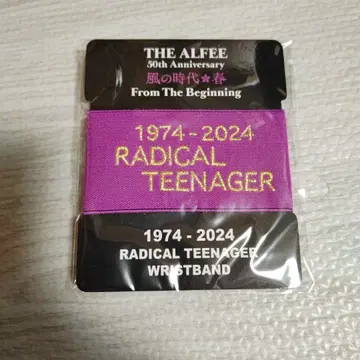 THE ALFEE
50th Anniversary
風の時代★春
From The Beginning
1974-2024
RADICAL
TEENAGER
1974 - 2024
RADICAL TEENAGER
WRISTBAND